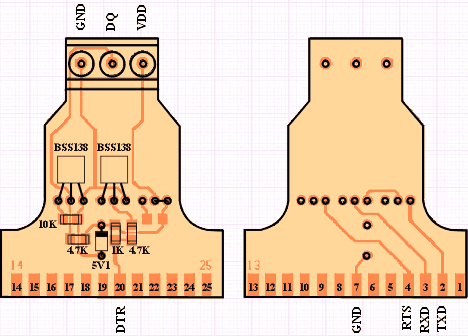 GND DQ VDD
BSS138 BSS138
10K
4.7K 1K 4.7K
5V1
14 25 13
14 15 16 17 18 19 20 21 22 23 24 25
13 12 11 10 9 8 7 6 5 4 3 2 1
DTR GND RTS RXD TXD